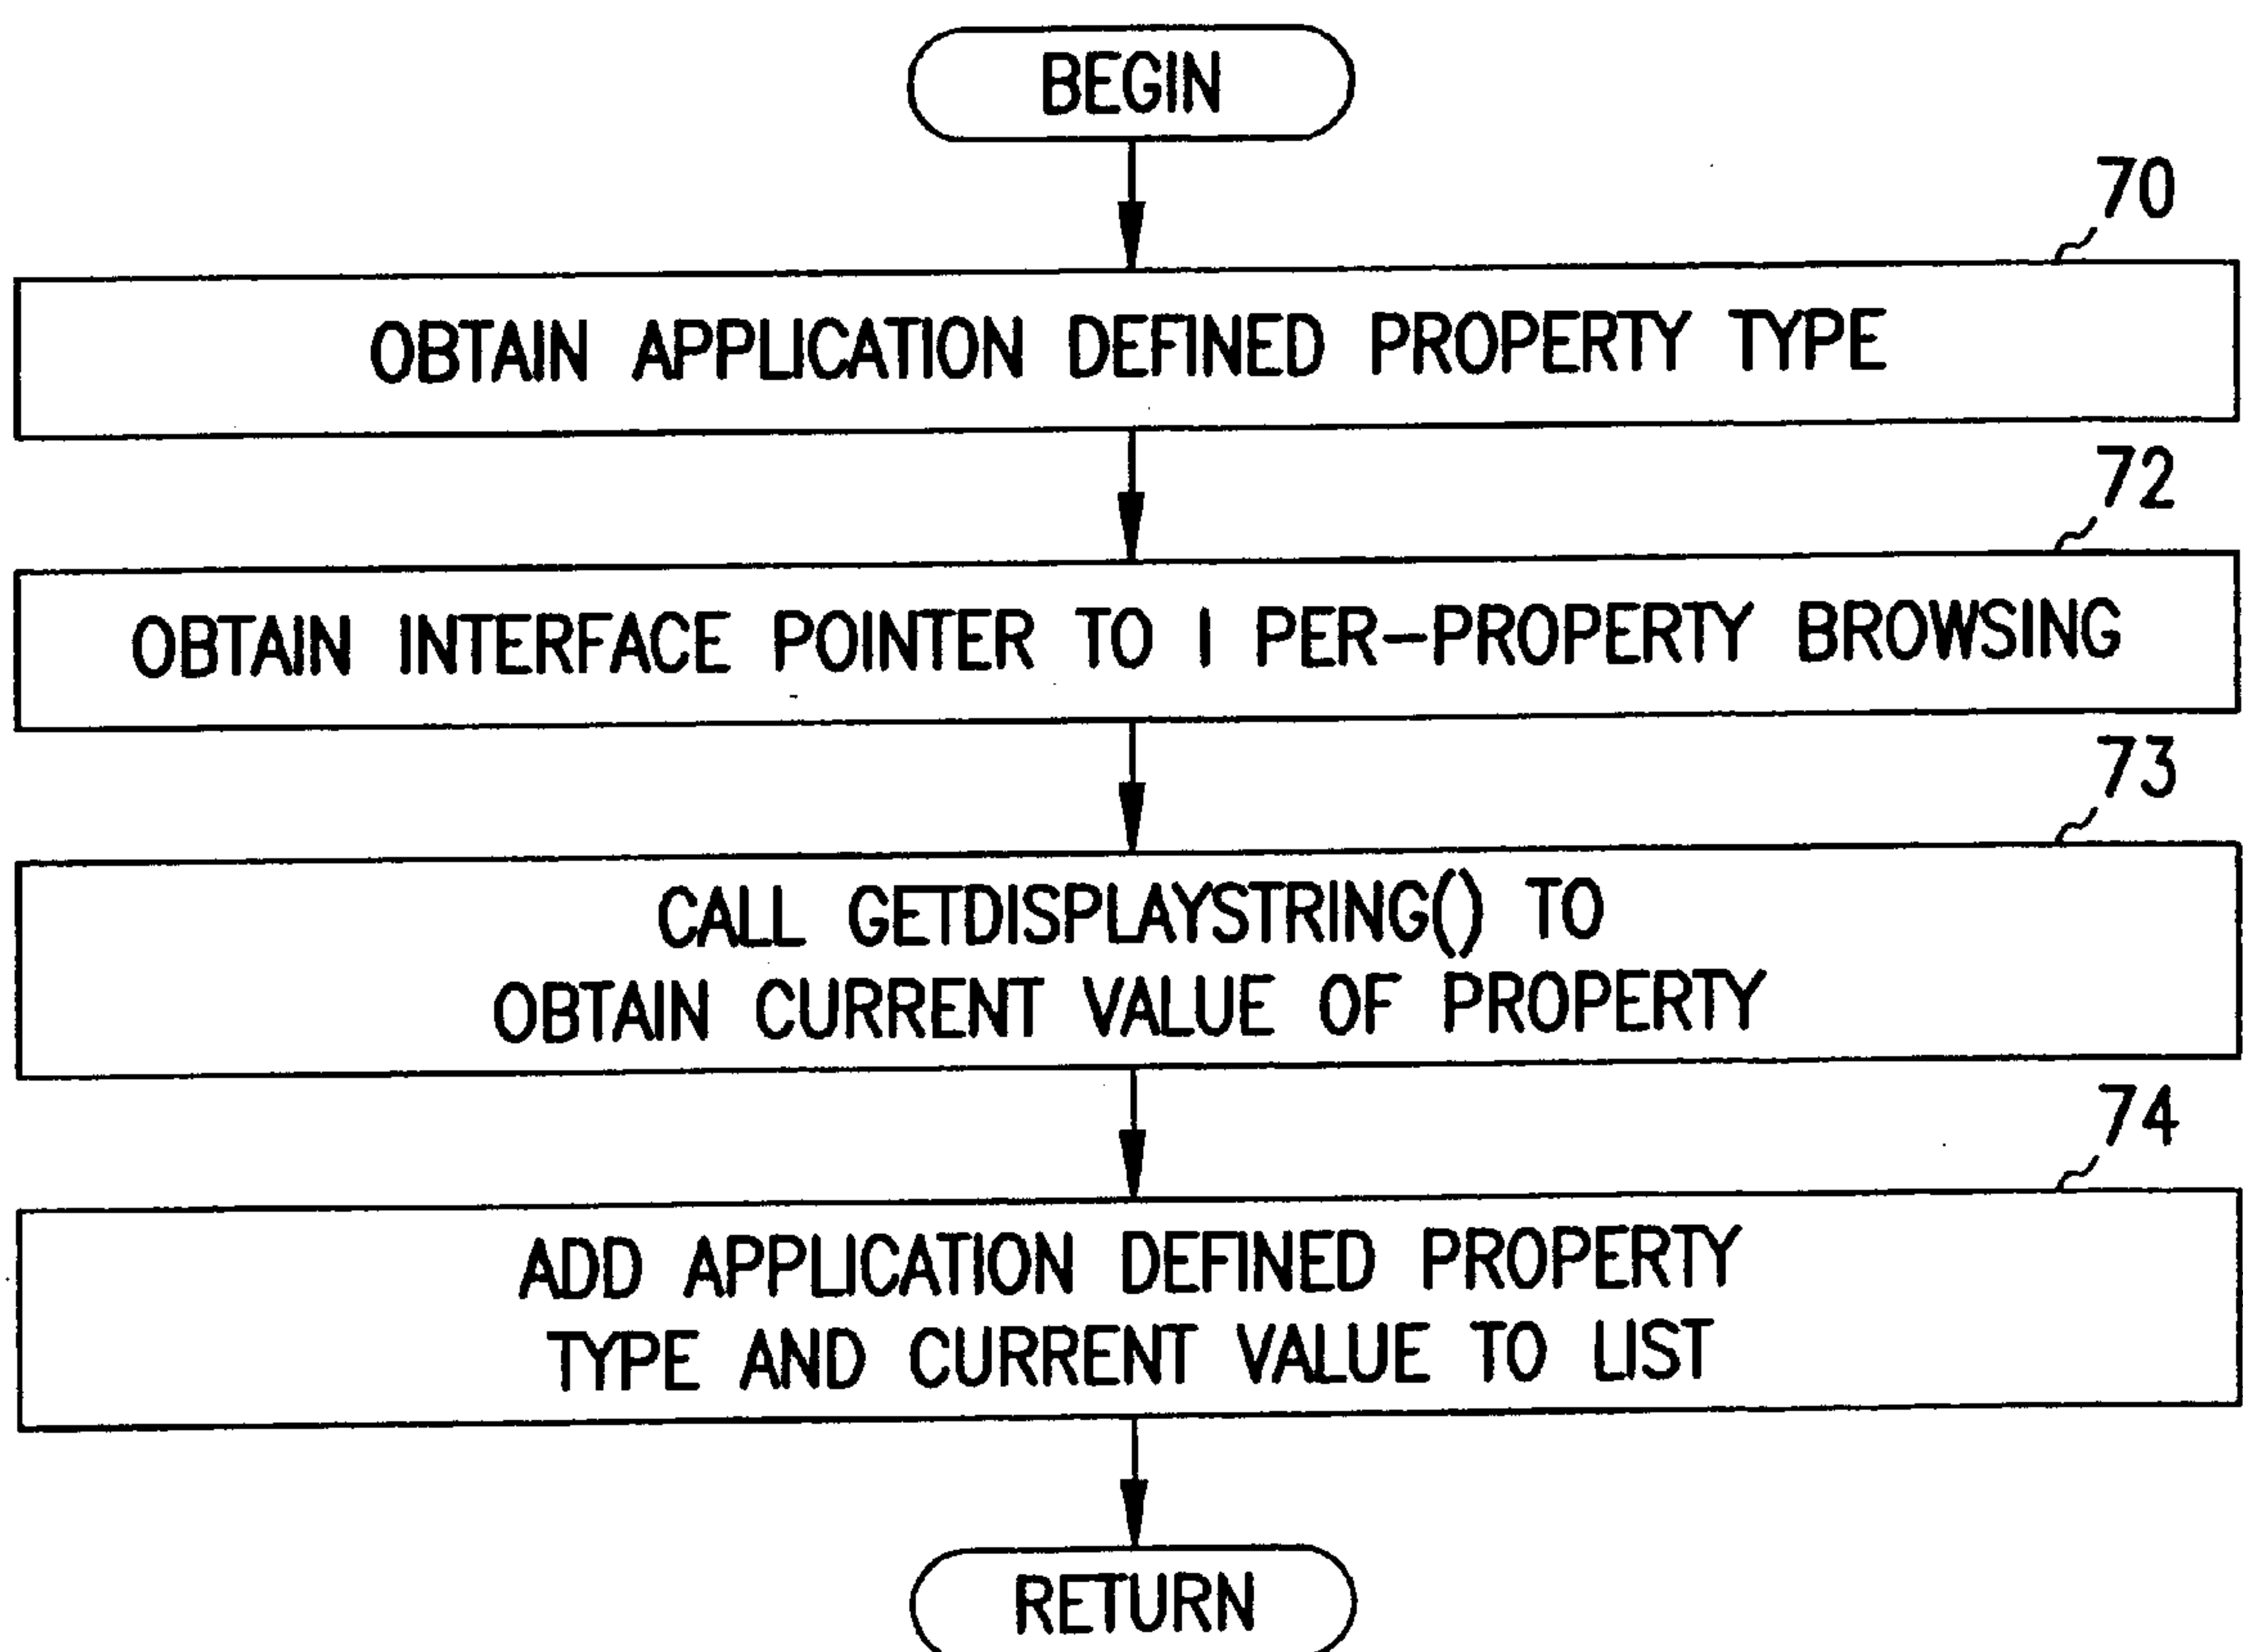 BEGIN
70
OBTAIN APPLICATION DEFINED PROPERTY TYPE
72
OBTAIN INTERFACE POINTER TO I PER-PROPERTY BROWSING
73
CALL GETDISPLAYSTRING() TO
OBTAIN CURRENT VALUE OF PROPERTY
74
ADD APPLICATION DEFINED PROPERTY
TYPE AND CURRENT VALUE TO LIST
RETURN